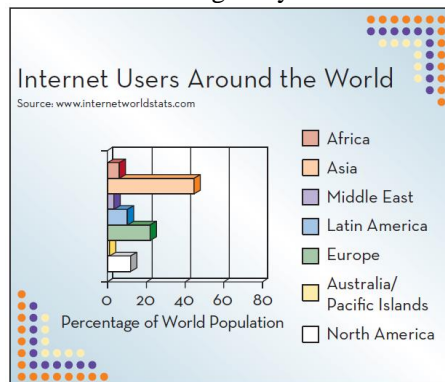 Internet Users Around the World
Source: www.internetworldstats.com
Africa
Asia
Middle East
Latin America
Europe
Australia/
Pacific Islands
North America
0 20 40 60 80
Percentage of World Population